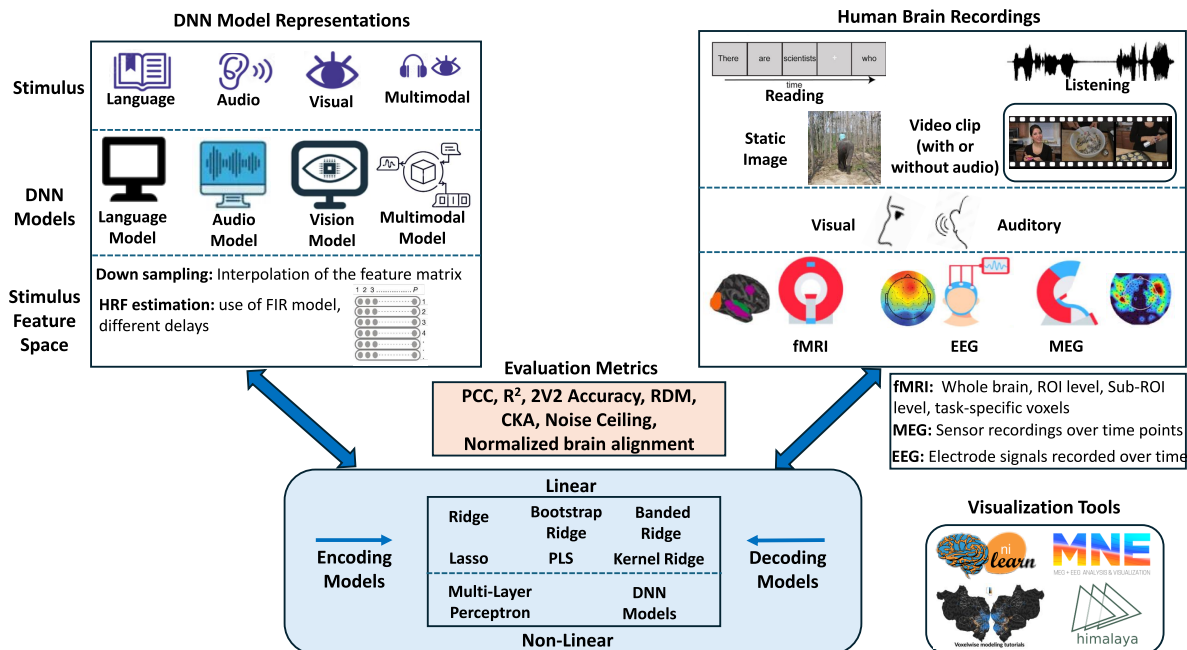 DNN Model Representations
Stimulus
Language
Audio
Visual
Multimodal
DNN
Models
Language
Model
Audio
Model
Vision
Model
Multimodal
Model
Stimulus
Feature
Space
Down sampling: Interpolation of the feature matrix
HRF estimation: use of FIR model,
different delays
1 2 3 .............. P
1
2
3
4
.
.
Human Brain Recordings
There are scientists who
time
Reading
Listening
Static
Image
Video clip
(with or
without audio)
Visual
Auditory
fMRI
EEG
MEG
fMRI: Whole brain, ROI level, Sub-ROI
level, task-specific voxels
MEG: Sensor recordings over time points
EEG: Electrode signals recorded over time
Evaluation Metrics
PCC, R², 2V2 Accuracy, RDM,
CKA, Noise Ceiling,
Normalized brain alignment
Linear
Encoding
Models
Ridge
Bootstrap
Ridge
Banded
Ridge
Lasso
PLS
Kernel Ridge
Multi-Layer
Perceptron
DNN
Models
Decoding
Models
Non-Linear
Visualization Tools
ni
learn
MNE
MEG + EEG ANALYSIS & VISUALIZATION
Voxelwise modeling tutorials
himalaya